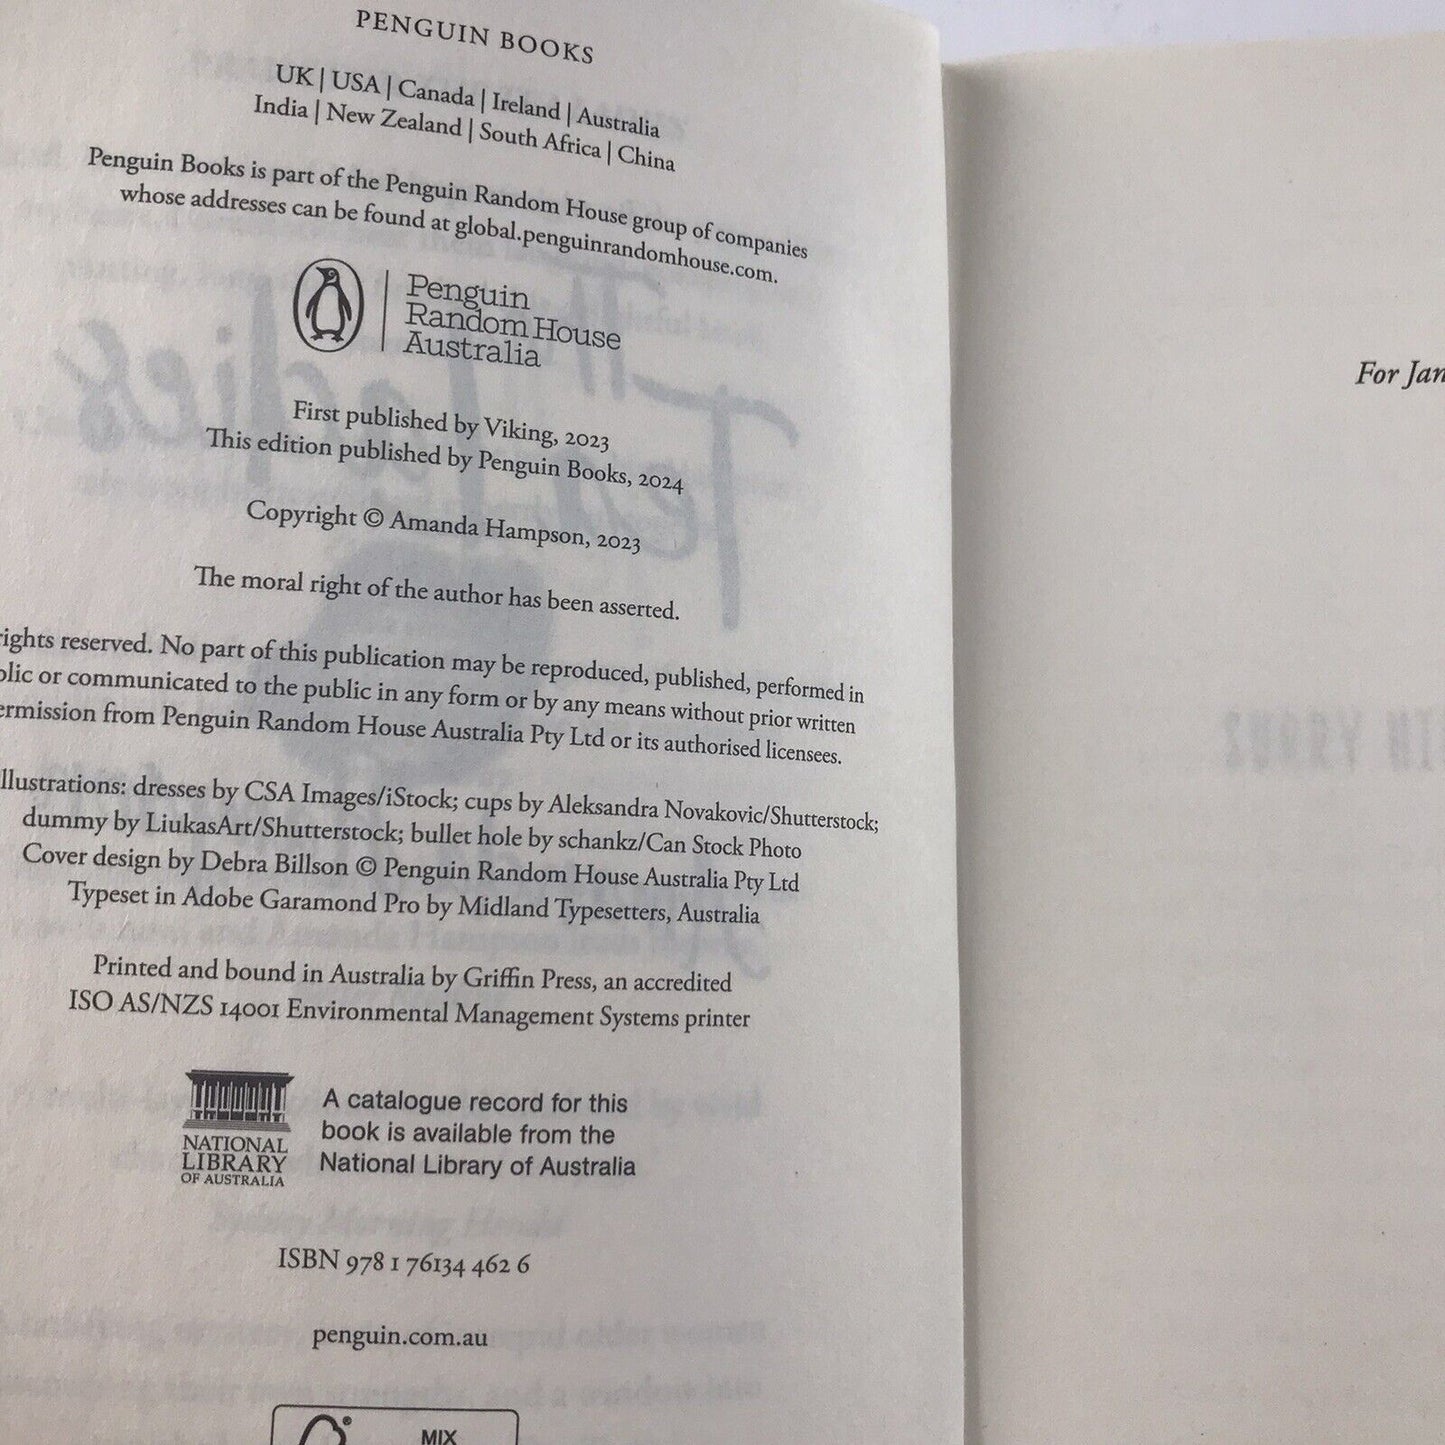 PENGUIN BOOKS
UK | USA | Canada | Ireland | Australia
India | New Zealand | South Africa | China
Penguin Books is part of the Penguin Random House group of companies
whose addresses can be found at global.penguinrandomhouse.com.
Penguin
Random House
Australia
First published by Viking, 2023
This edition published by Penguin Books, 2024
Copyright © Amanda Hampson, 2023
The moral right of the author has been asserted.
rights reserved. No part of this publication may be reproduced, published, performed in
or communicated to the public in any form or by any means without prior written
from Penguin Random House Australia Pty Ltd or its authorised licensees.
dresses by CSA Images/iStock; cups by Aleksandra Novakovic/Shutterstock;
dummy by LiukasArt/Shutterstock; bullet hole by schankz/Can Stock Photo
Cover design by Debra Billson © Penguin Random House Australia Pty Ltd
Typeset in Adobe Garamond Pro by Midland Typesetters, Australia
Printed and bound in Australia by Griffin Press, an accredited
ISO AS/NZS 14001 Environmental Management Systems printer
NATIONAL
LIBRARY
OF AUSTRALIA
A catalogue record for this
book is available from the
National Library of Australia
ISBN 978 1 76134 462 6
penguin.com.au
MIX
For Jan